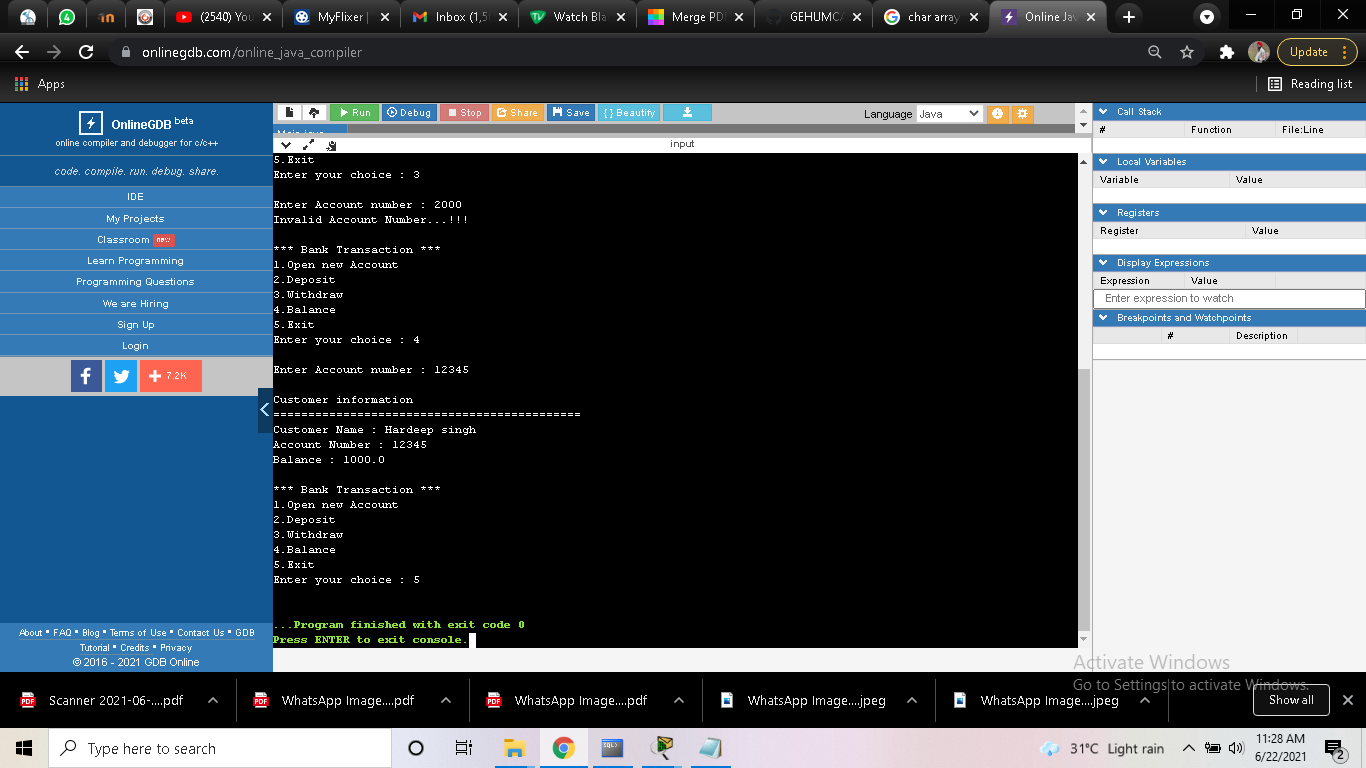 (2540) Yo
MyFlixer |
Inbox (1,5
Watch Bla
Merge PDF
GEHUMCA
char array
Online Jav
onlinegdb.com/online_java_compiler
Update
Apps
Reading list
OnlineGDB beta
online compiler and debugger for c/c++
code. compile. run. debug. share.
IDE
My Projects
Classroom new
Learn Programming
Programming Questions
We are Hiring
Sign Up
Login
7.2K
About • FAQ • Blog • Terms of Use • Contact Us • GDB
Tutorial • Credits • Privacy
© 2016 - 2021 GDB Online
Run Debug Stop Share Save { } Beautify
Language Java
Main.java
input
5.Exit
Enter your choice : 3
Enter Account number : 2000
Invalid Account Number...!!!
*** Bank Transaction ***
1.Open new Account
2.Deposit
3.Withdraw
4.Balance
5.Exit
Enter your choice : 4
Enter Account number : 12345
Customer information
============================================
Customer Name : Hardeep singh
Account Number : 12345
Balance : 1000.0
*** Bank Transaction ***
1.Open new Account
2.Deposit
3.Withdraw
4.Balance
5.Exit
Enter your choice : 5
...Program finished with exit code 0
Press ENTER to exit console.
Call Stack
# Function File:Line
Local Variables
Variable Value
Registers
Register Value
Display Expressions
Expression Value
Enter expression to watch
Breakpoints and Watchpoints
# Description
Activate Windows
Go to Settings to activate Windows.
Scanner 2021-06-....pdf
WhatsApp Image....pdf
WhatsApp Image....pdf
WhatsApp Image....jpeg
WhatsApp Image....jpeg
Show all
Type here to search
31°C Light rain
11:28 AM
6/22/2021
2